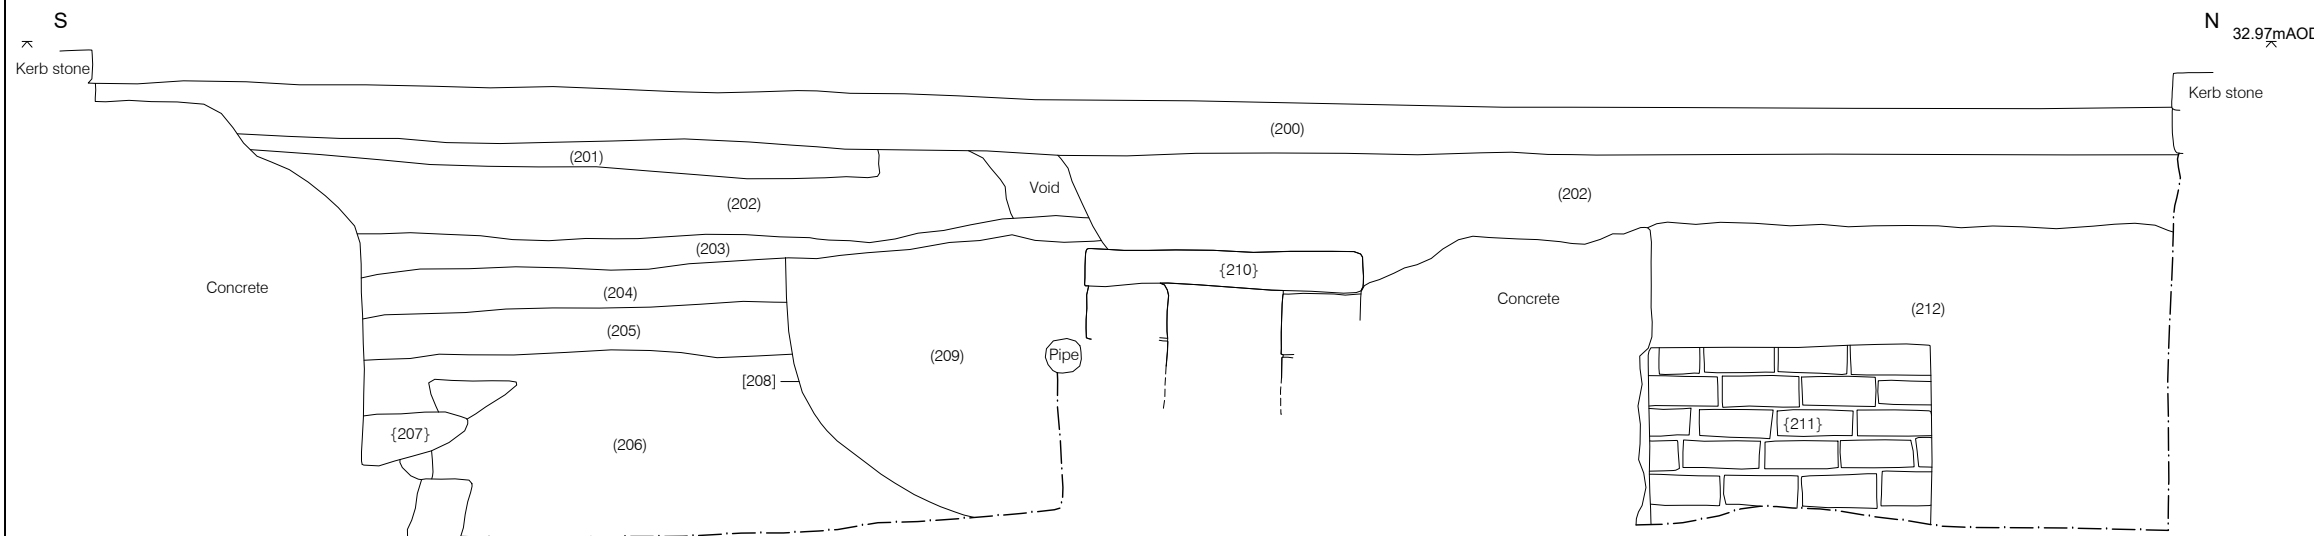 S
N
32.97mAOD
Kerb stone
Kerb stone
(200)
(201)
Void
(202)
(202)
(203)
{210}
Concrete
(204)
Concrete
(212)
(205)
(209)
Pipe
[208]
{211}
{207}
(206)